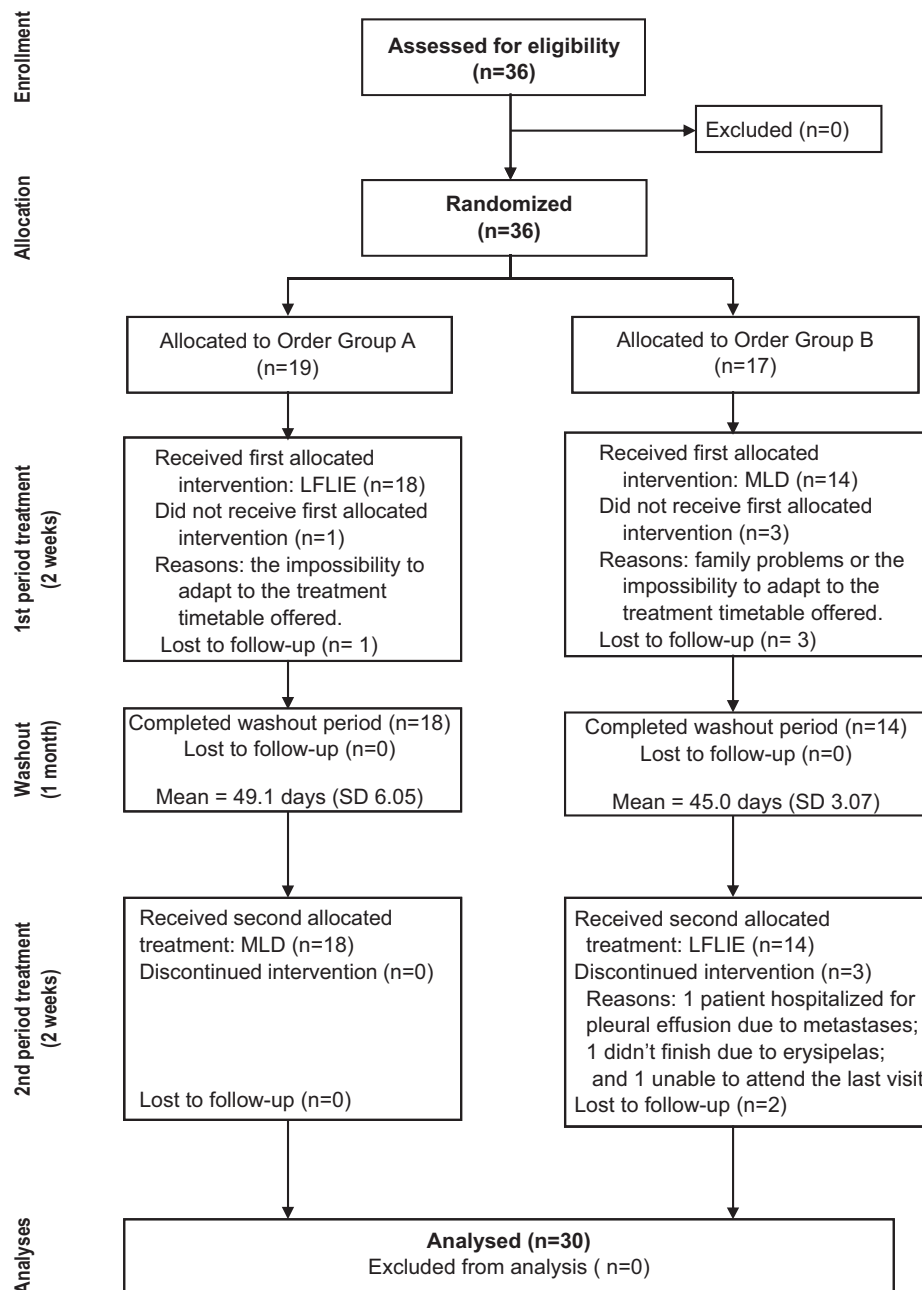 Enrollment
Assessed for eligibility
(n=36)
Excluded (n=0)
Allocation
Randomized
(n=36)
Allocated to Order Group A
(n=19)
Allocated to Order Group B
(n=17)
1st period treatment
(2 weeks)
Received first allocated
intervention: LFLIE (n=18)
Did not receive first allocated
intervention (n=1)
Reasons: the impossibility to
adapt to the treatment
timetable offered.
Lost to follow-up (n= 1)
Received first allocated
intervention: MLD (n=14)
Did not receive first allocated
intervention (n=3)
Reasons: family problems or the
impossibility to adapt to the
treatment timetable offered.
Lost to follow-up (n= 3)
Washout
(1 month)
Completed washout period (n=18)
Lost to follow-up (n=0)
Mean = 49.1 days (SD 6.05)
Completed washout period (n=14)
Lost to follow-up (n=0)
Mean = 45.0 days (SD 3.07)
2nd period treatment
(2 weeks)
Received second allocated
treatment: MLD (n=18)
Discontinued intervention (n=0)
Lost to follow-up (n=0)
Received second allocated
treatment: LFLIE (n=14)
Discontinued intervention (n=3)
Reasons: 1 patient hospitalized for
pleural effusion due to metastases;
1 didn't finish due to erysipelas;
and 1 unable to attend the last visit
Lost to follow-up (n=2)
Analyses
Analysed (n=30)
Excluded from analysis ( n=0)